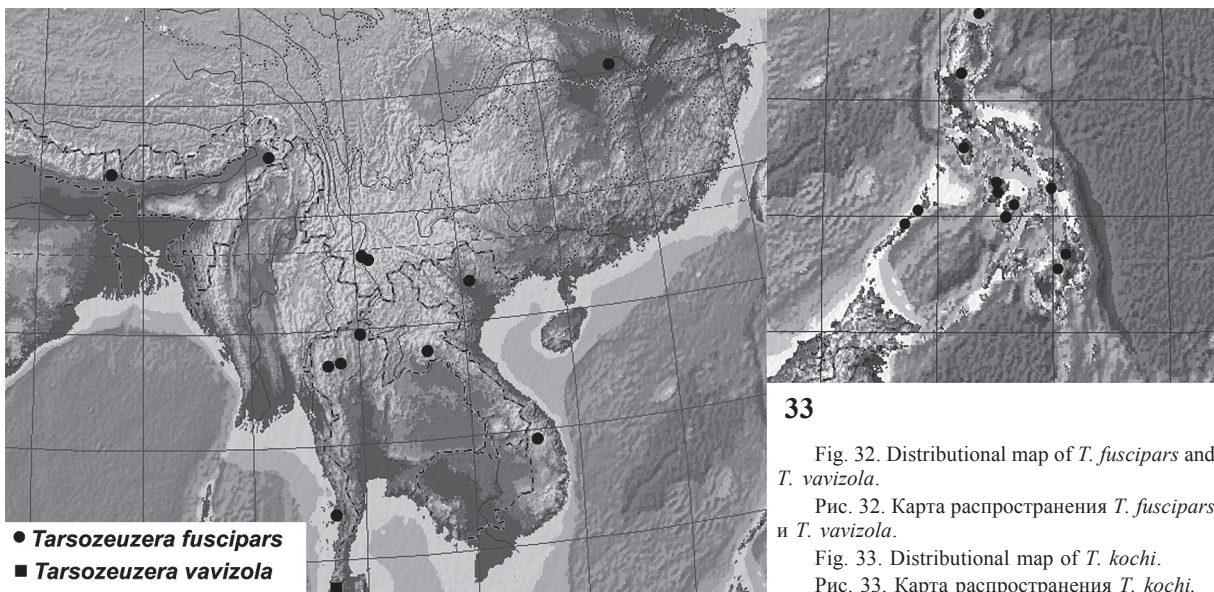 ● Tarsozeuzera fuscipars
■ Tarsozeuzera vavizola
33
Fig. 32. Distributional map of T. fuscipars and
T. vavizola.
Рис. 32. Карта распространения T. fuscipars
и T. vavizola.
Fig. 33. Distributional map of T. kochi.
Рис. 33. Карта распространения T. kochi.